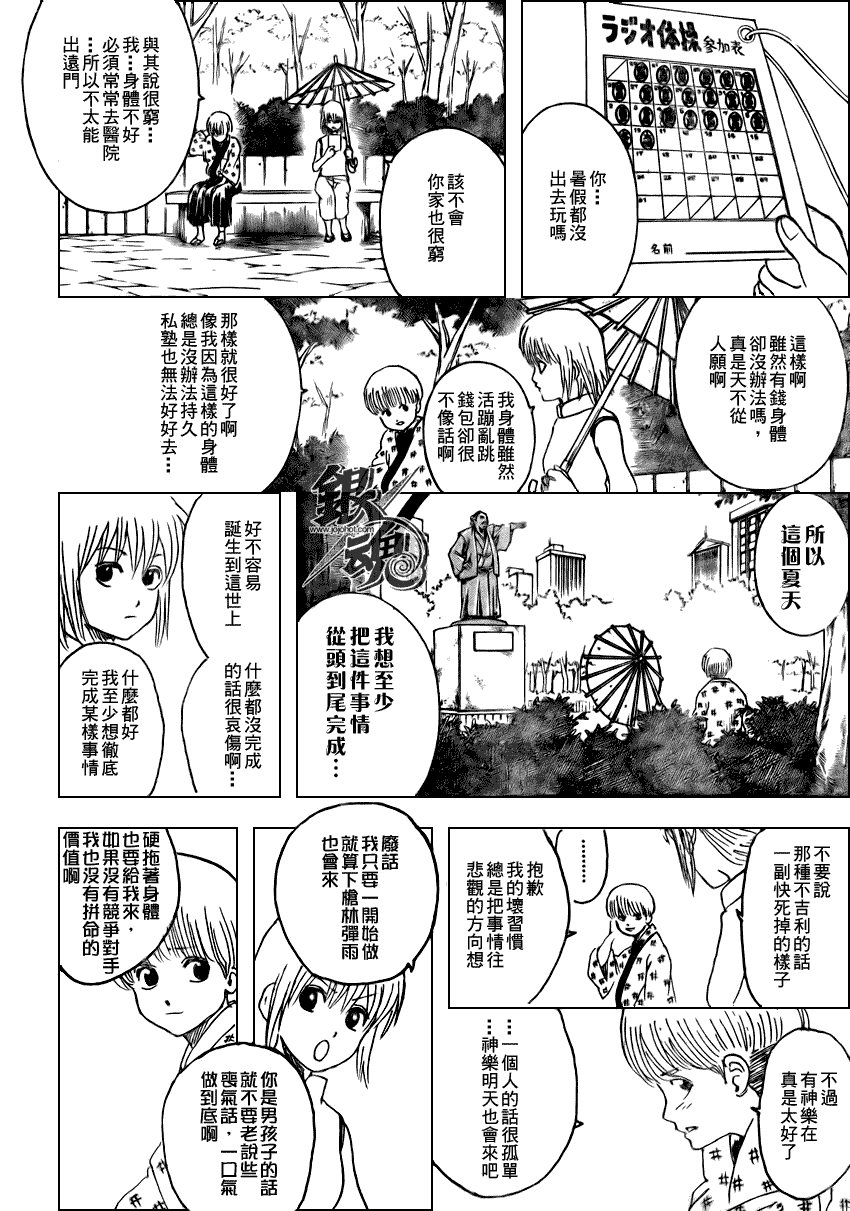 ラジオ体操 参加表
名前
你…
暑假都沒
出去玩嗎
該不會
你家也很窮
與其說很窮…
我…身體不好
必須常常去醫院
…所以不太能
出遠門
這樣啊
雖然有錢身體
卻沒辦法嗎，
真是天不從
人願啊
我身體雖然
活蹦亂跳
錢包卻很
不像話啊
那樣就很好了啊
像我因為這樣的身體
總是沒辦法持久
私塾也無法好好去…
所以
這個夏天
我想至少
把這件事情
從頭到尾完成…
銀魂
www.jojohot.com
好不容易
誕生到這世上
什麼都沒完成
的話很哀傷啊…
什麼都好
我至少想徹底
完成某樣事情
不要說
那種不吉利的話
一副快死掉的樣子
………
抱歉
我的壞習慣
總是把事情往
悲觀的方向想
不過
有神樂在
真是太好了
…一個人的話很孤單
…神樂明天也會來吧
廢話
我只要一開始做
就算下槍林彈雨
也會來
你是男孩子的話
就不要老說些
喪氣話，一口氣
做到底啊
硬拖著身體
也要給我來，
如果沒有競爭對手
我也沒有拼命的
價值啊